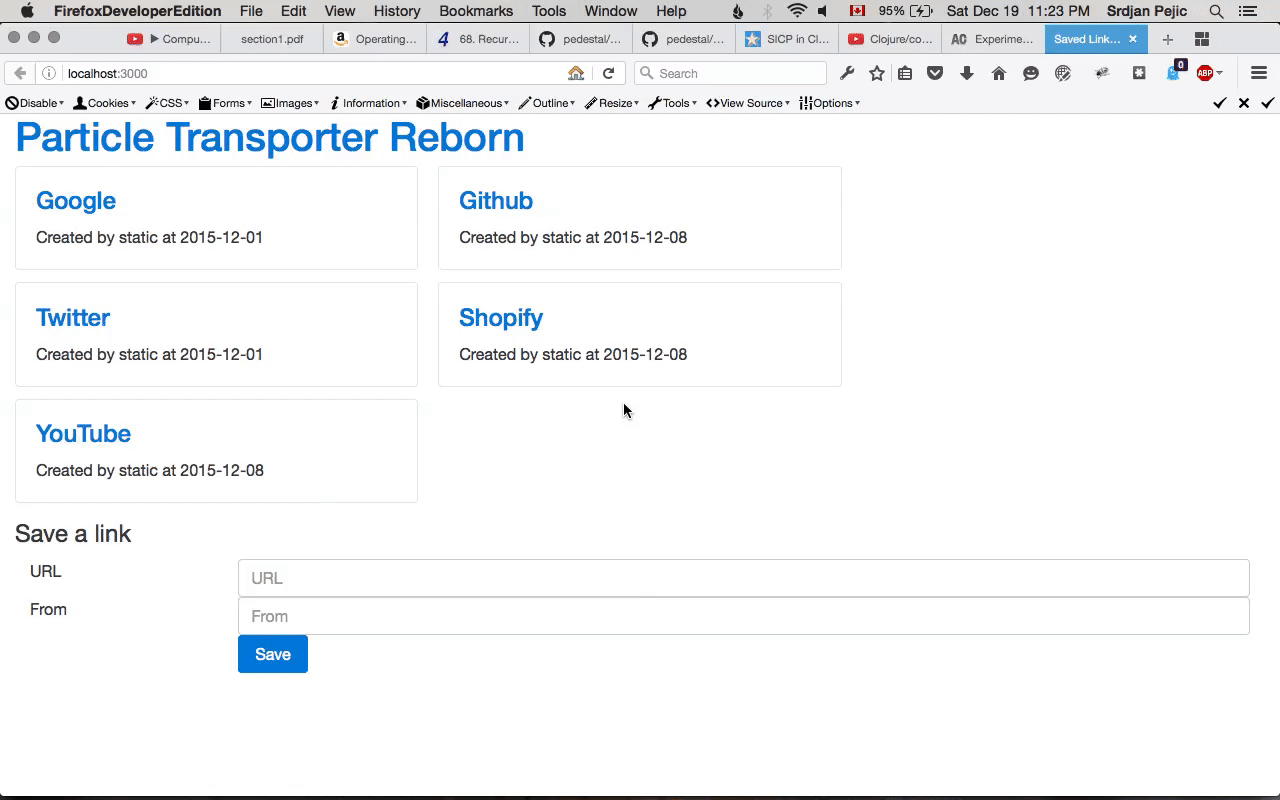 FirefoxDeveloperEdition File Edit View History Bookmarks Tools Window Help 95% Sat Dec 19 11:23 PM Srdjan Pejic
Compu... section1.pdf Operating... 68. Recur... pedestal/... pedestal/... SICP in Cl... Clojure/co... AC Experime... Saved Link...
localhost:3000 Search 0 ABP
Disable Cookies CSS Forms Images Information Miscellaneous Outline Resize Tools View Source Options
Particle Transporter Reborn
Google Github
Created by static at 2015-12-01 Created by static at 2015-12-08
Twitter Shopify
Created by static at 2015-12-01 Created by static at 2015-12-08
YouTube
Created by static at 2015-12-08
Save a link
URL URL
From From
Save